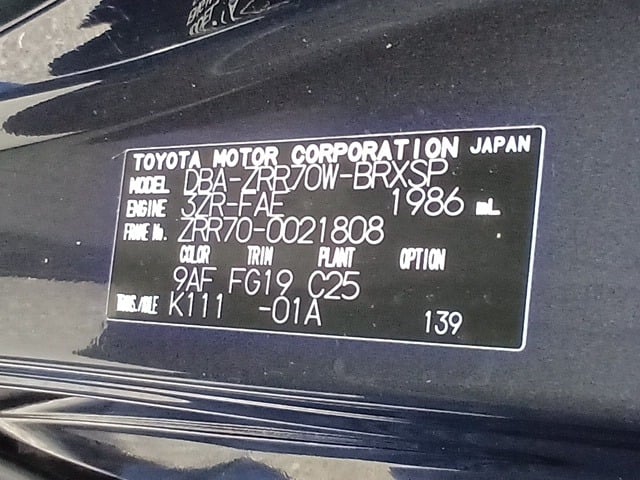 TOYOTA MOTOR CORPORATION JAPAN
MODEL DBA-ZRR70W-BRXSP
ENGINE 3ZR-FAE 1986 mL
FRAME No. ZRR70-0021808
COLOR TRIM PLANT OPTION
9AF FG19 C25
TRANS./AXLE K111 -01A 139